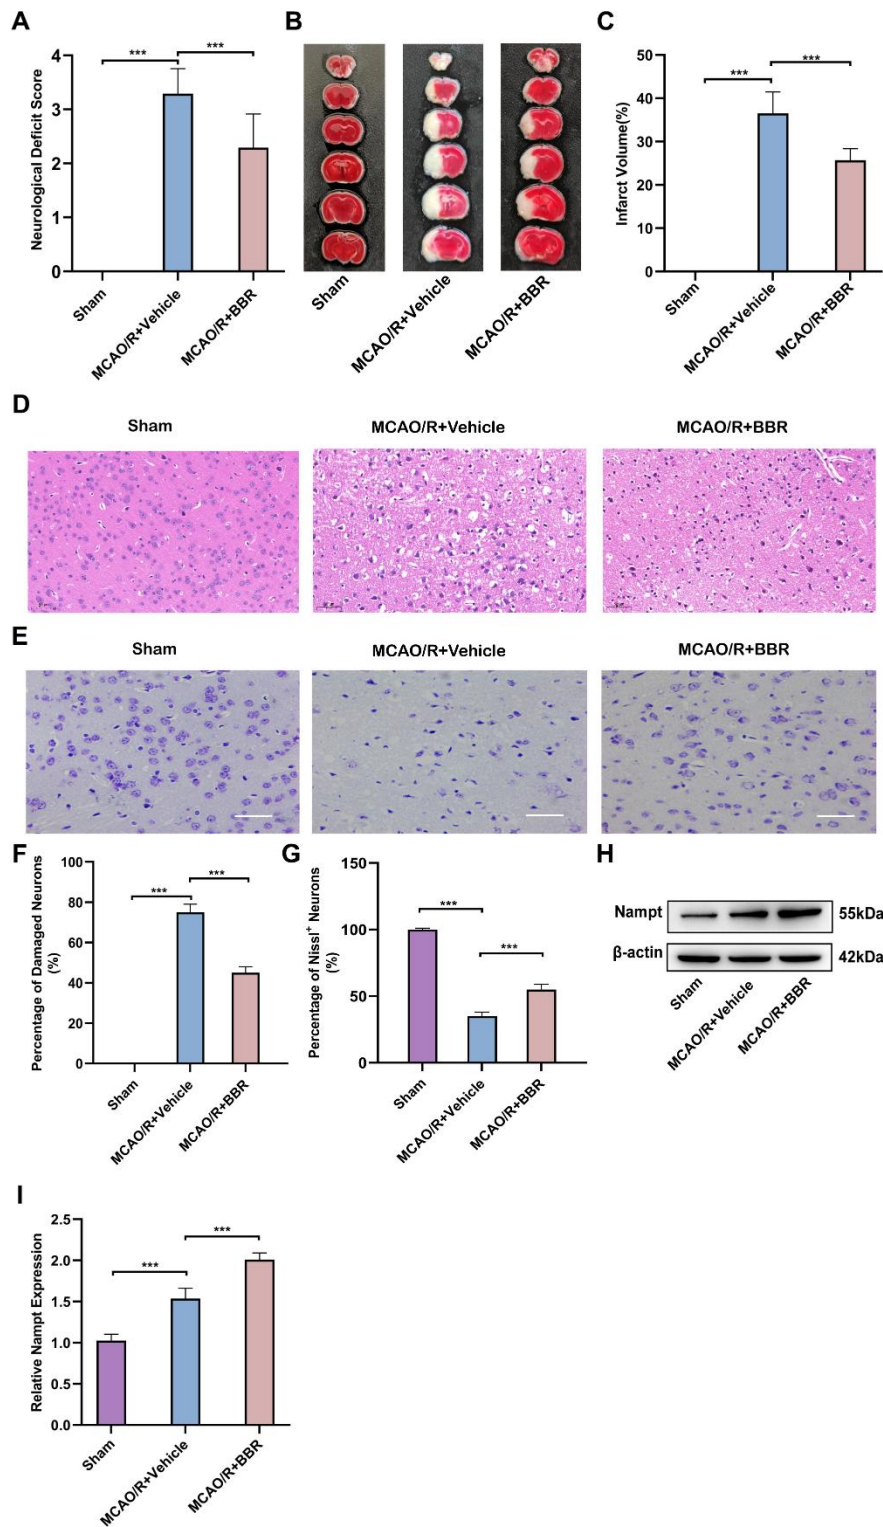 A
Neurological Deficit Score
4
3
2
1
0
***
***
Sham
MCAO/R+Vehicle
MCAO/R+BBR
B
Sham
MCAO/R+Vehicle
MCAO/R+BBR
C
Infarct Volume(%)
50
40
30
20
10
0
***
***
Sham
MCAO/R+Vehicle
MCAO/R+BBR
D
Sham
MCAO/R+Vehicle
MCAO/R+BBR
E
Sham
MCAO/R+Vehicle
MCAO/R+BBR
F
Percentage of Damaged Neurons
(%)
100
80
60
40
20
0
***
***
Sham
MCAO/R+Vehicle
MCAO/R+BBR
G
Percentage of Nissl⁺ Neurons
(%)
150
100
50
0
***
***
Sham
MCAO/R+Vehicle
MCAO/R+BBR
H
Nampt
55kDa
β-actin
42kDa
Sham
MCAO/R+Vehicle
MCAO/R+BBR
I
Relative Nampt Expression
2.5
2.0
1.5
1.0
0.5
0.0
***
***
Sham
MCAO/R+Vehicle
MCAO/R+BBR